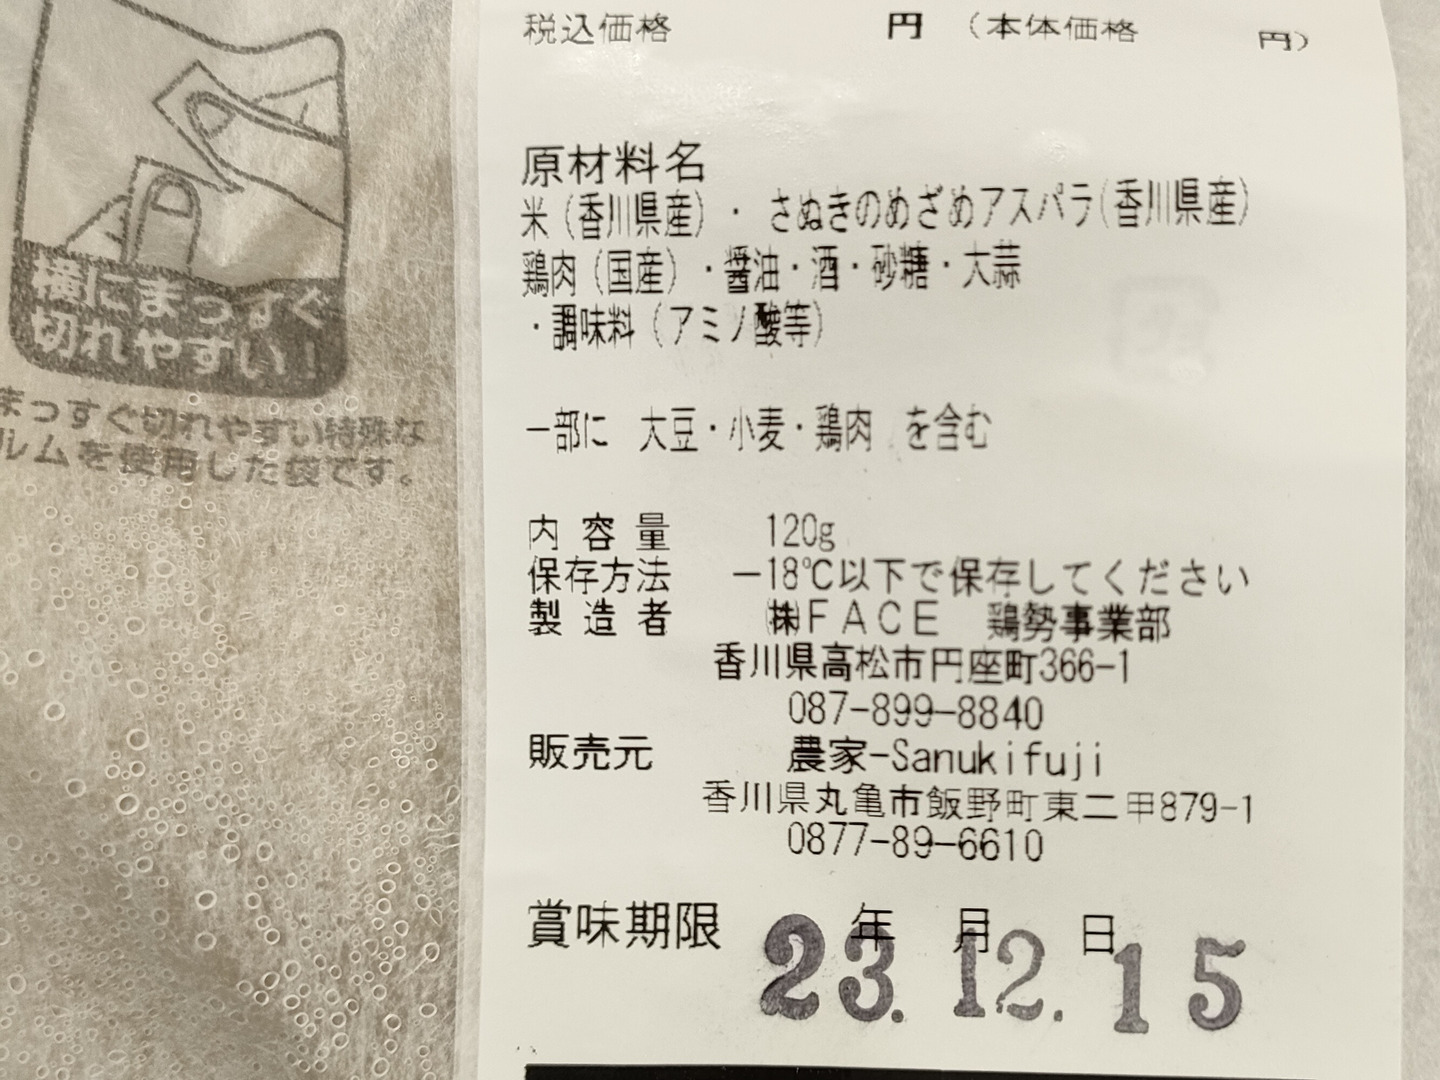 税込価格 円 (本体価格 円)
原材料名
米(香川県産)・ さぬきのめざめアスパラ(香川県産)
鶏肉(国産)・醤油・酒・砂糖・大蒜
・調味料(アミノ酸等)
一部に 大豆・小麦・鶏肉 を含む
内容量 120g
保存方法 −18℃以下で保存してください
製造者 ㈱FACE 鶏勢事業部
香川県高松市円座町366-1
087-899-8840
販売元 農家-Sanukifuji
香川県丸亀市飯野町東二甲879-1
0877-89-6610
賞味期限 年 月 日
23.12.15
横にまっすぐ
切れやすい!
まっすぐ切れやすい特殊な
ルムを使用した袋です。